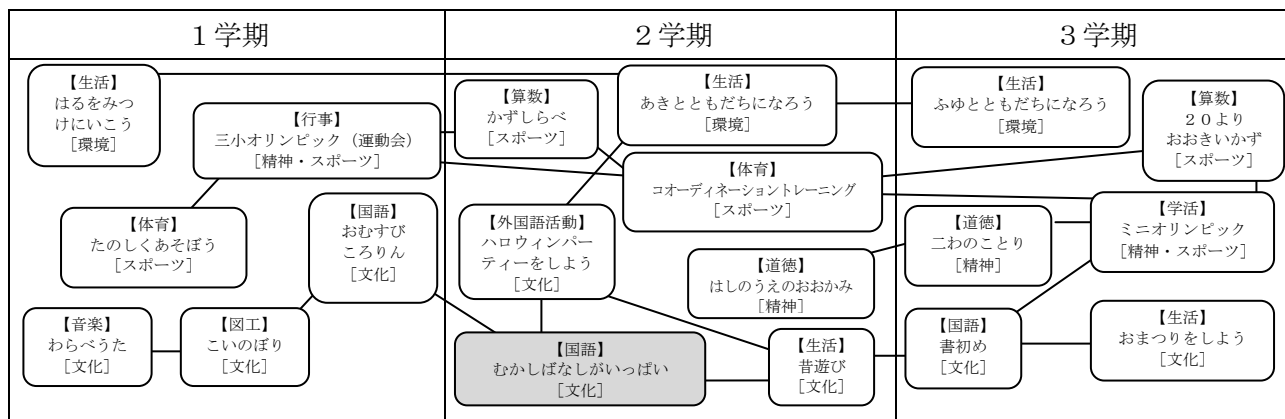 １学期
２学期
３学期
【生活】
はるをみつ
けにいこう
［環境］
【行事】
三小オリンピック（運動会）
［精神・スポーツ］
【体育】
たのしくあそぼう
［スポーツ］
【国語】
おむすび
ころりん
［文化］
【音楽】
わらべうた
［文化］
【図工】
こいのぼり
［文化］
【算数】
かずしらべ
［スポーツ］
【生活】
あきとともだちになろう
［環境］
【体育】
コオーディネーショントレーニング
［スポーツ］
【外国語活動】
ハロウィンパー
ティーをしよう
［文化］
【道徳】
はしのうえのおおかみ
［精神］
【国語】
むかしばなしがいっぱい
［文化］
【生活】
昔遊び
［文化］
【生活】
ふゆとともだちになろう
［環境］
【算数】
２０より
おおきいかず
［スポーツ］
【道徳】
二わのことり
［精神］
【学活】
ミニオリンピック
［精神・スポーツ］
【国語】
書初め
［文化］
【生活】
おまつりをしよう
［文化］